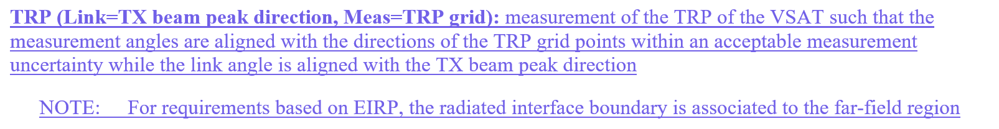 TRP (Link=TX beam peak direction, Meas=TRP grid): measurement of the TRP of the VSAT such that the
measurement angles are aligned with the directions of the TRP grid points within an acceptable measurement
uncertainty while the link angle is aligned with the TX beam peak direction
NOTE: For requirements based on EIRP, the radiated interface boundary is associated to the far-field region